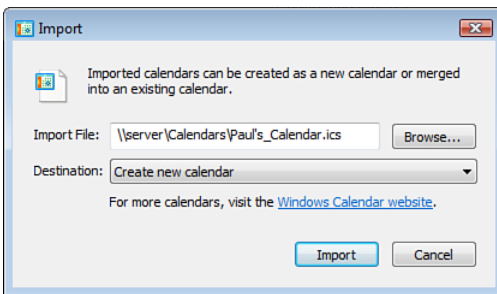 Import
Imported calendars can be created as a new calendar or merged
into an existing calendar.
Import File: \\server\Calendars\Paul's_Calendar.ics Browse...
Destination: Create new calendar
For more calendars, visit the Windows Calendar website.
Import Cancel